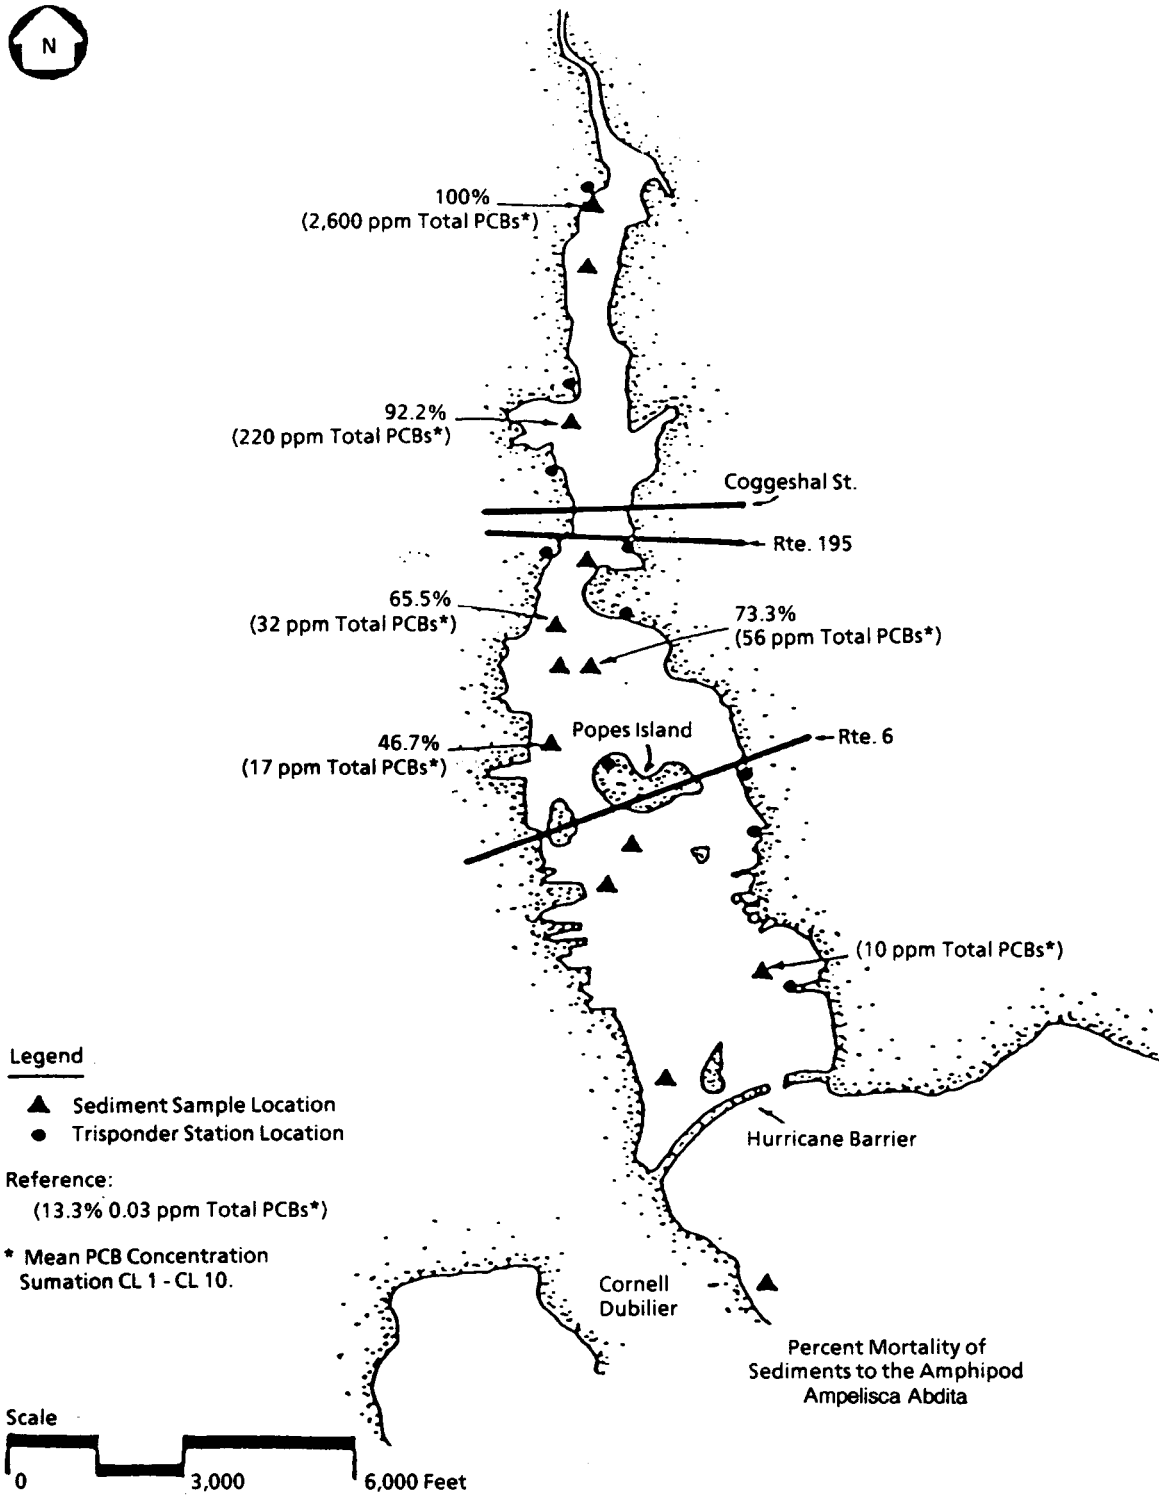 N
100%
(2,600 ppm Total PCBs*)
92.2%
(220 ppm Total PCBs*)
Coggeshal St.
Rte. 195
65.5%
(32 ppm Total PCBs*)
73.3%
(56 ppm Total PCBs*)
Popes Island
Rte. 6
46.7%
(17 ppm Total PCBs*)
(10 ppm Total PCBs*)
Legend
Sediment Sample Location
Trisponder Station Location
Hurricane Barrier
Reference:
(13.3% 0.03 ppm Total PCBs*)
* Mean PCB Concentration
Sumation CL 1 - CL 10.
Cornell
Dubilier
Percent Mortality of
Sediments to the Amphipod
Ampelisca Abdita
Scale
0
3,000
6,000 Feet